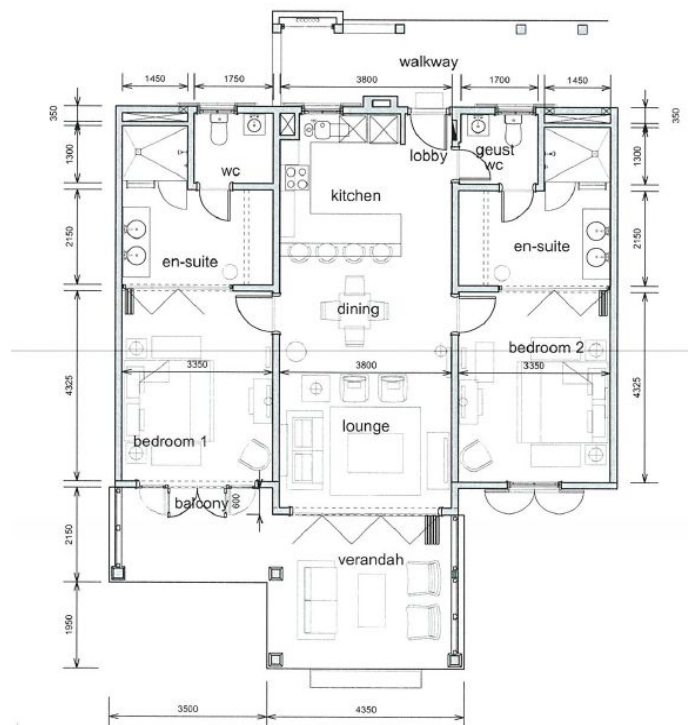 walkway
1450 1750 3800 1700 1450
350 350
lobby geust
wc wc
1300 1300
kitchen
2150 2150
en-suite en-suite
dining
bedroom 2
3350 3800 3350
4325 4325
lounge
bedroom 1
balcony 600
2150
verandah
1950
3500 4350